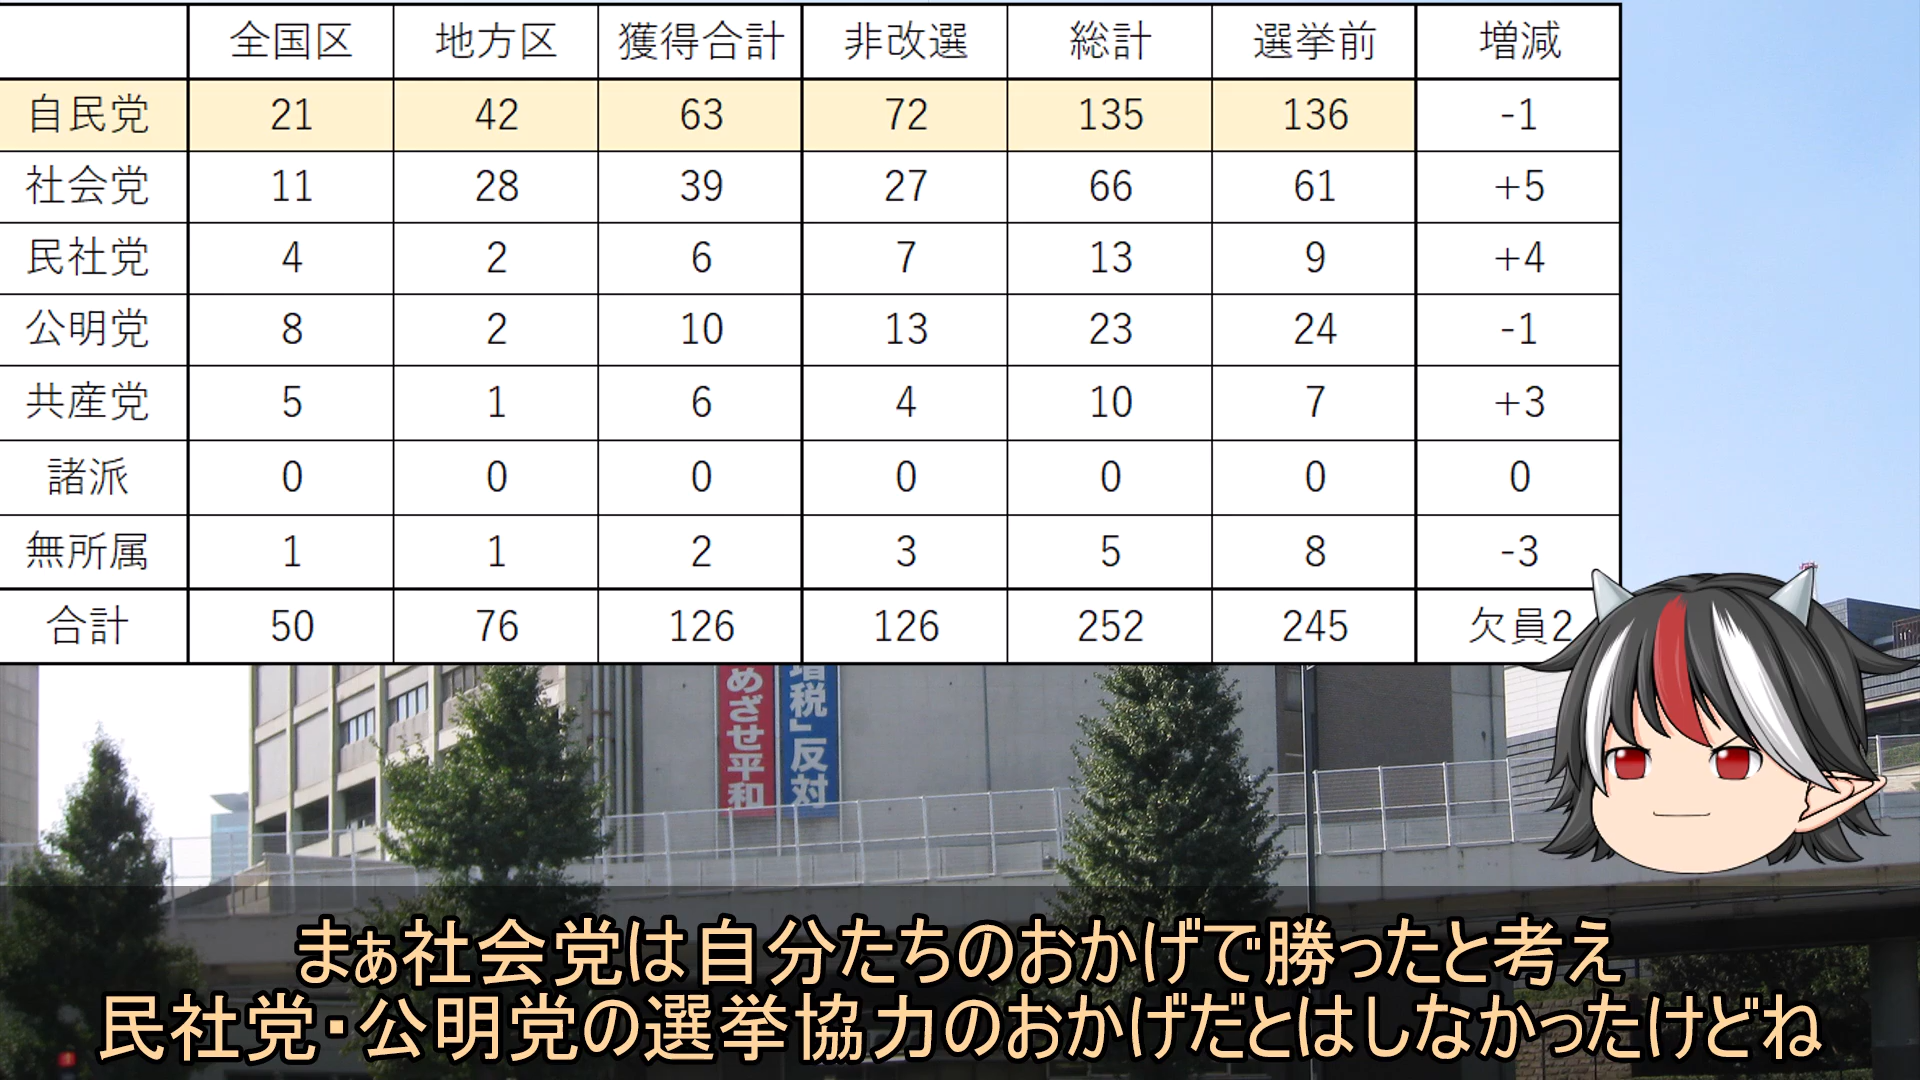 全国区 地方区 獲得合計 非改選 総計 選挙前 増減
自民党 21 42 63 72 135 136 -1
社会党 11 28 39 27 66 61 +5
民社党 4 2 6 7 13 9 +4
公明党 8 2 10 13 23 24 -1
共産党 5 1 6 4 10 7 +3
諸派 0 0 0 0 0 0 0
無所属 1 1 2 3 5 8 -3
合計 50 76 126 126 252 245 欠員2
めざせ平和
増税」反対
まぁ社会党は自分たちのおかげで勝ったと考え
民社党・公明党の選挙協力のおかげだとはしなかったけどね